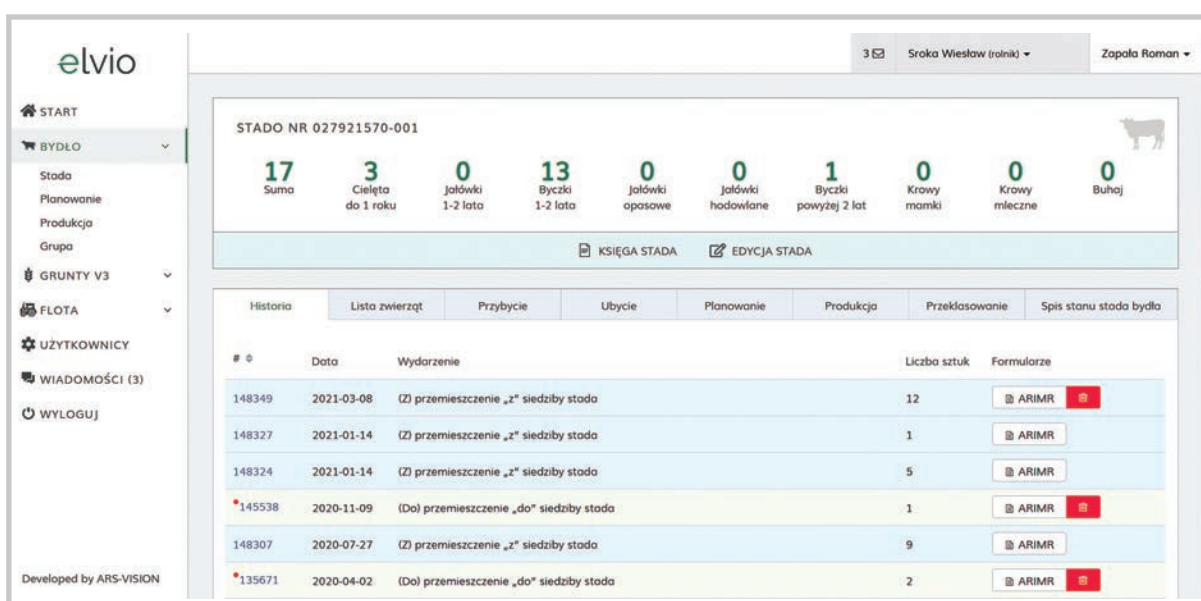 elvio
3
Sroka Wiesław (rolnik)
Zapała Roman
START
BYDŁO
Stada
Planowanie
Produkcja
Grupa
GRUNTY V3
FLOTA
UŻYTKOWNICY
WIADOMOŚCI (3)
WYLOGUJ
Developed by ARS-VISION
STADO NR 027921570-001
17 3 0 13 0 0 1 0 0 0
Suma Cielęta Jałówki Byczki Jałówki Jałówki Byczki Krowy Krowy Buhaj
do 1 roku 1-2 lata 1-2 lata opasowe hodowlane powyżej 2 lat mamki mleczne
KSIĘGA STADA EDYCJA STADA
Historia Lista zwierząt Przybycie Ubycie Planowanie Produkcja Przeklasowanie Spis stanu stada bydła
# Data Wydarzenie Liczba sztuk Formularze
148349 2021-03-08 (Z) przemieszczenie „z" siedziby stada 12 ARIMR
148327 2021-01-14 (Z) przemieszczenie „z" siedziby stada 1 ARIMR
148324 2021-01-14 (Z) przemieszczenie „z" siedziby stada 5 ARIMR
145538 2020-11-09 (Do) przemieszczenie „do" siedziby stada 1 ARIMR
148307 2020-07-27 (Z) przemieszczenie „z" siedziby stada 9 ARIMR
135671 2020-04-02 (Do) przemieszczenie „do" siedziby stada 2 ARIMR